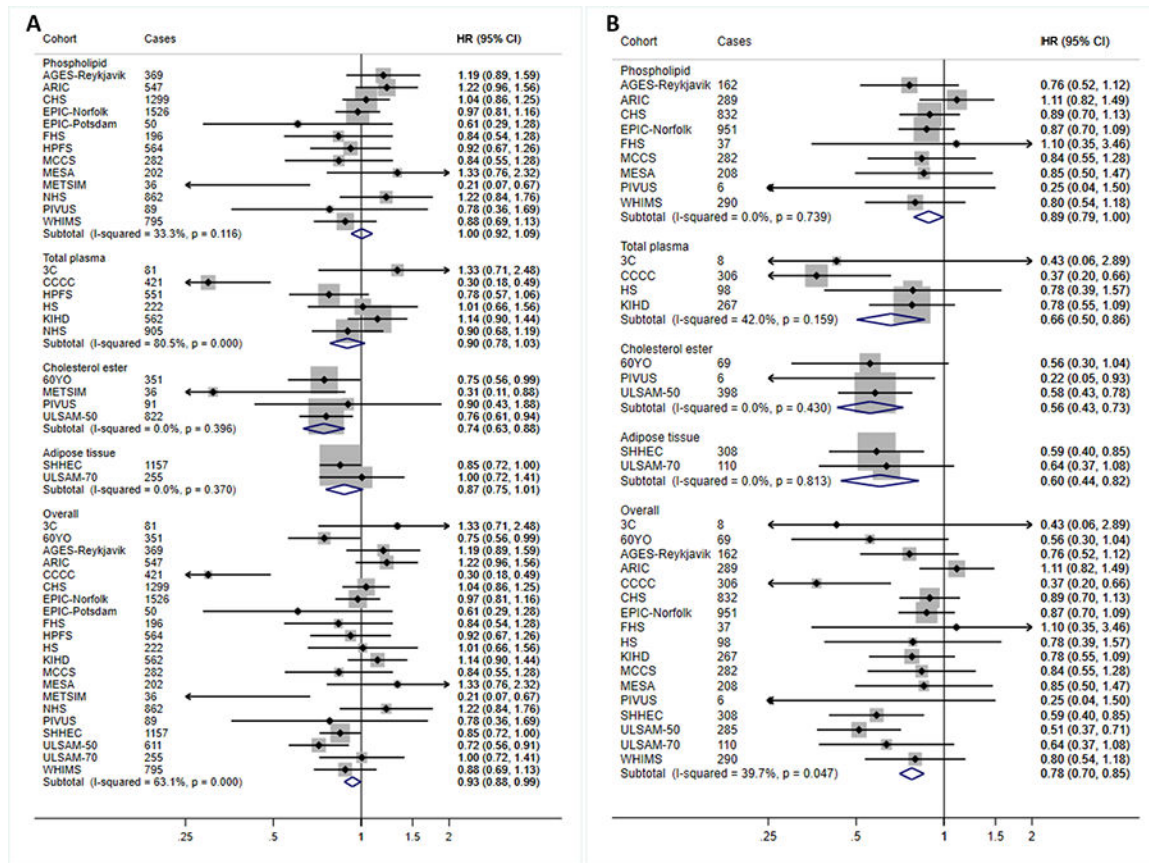 A
Cohort Cases HR (95% CI)
Phospholipid
AGES-Reykjavik 369 1.19 (0.89, 1.59)
ARIC 547 1.22 (0.96, 1.56)
CHS 1299 1.04 (0.86, 1.25)
EPIC-Norfolk 1526 0.97 (0.81, 1.16)
EPIC-Potsdam 50 0.61 (0.29, 1.28)
FHS 196 0.84 (0.54, 1.28)
HPFS 564 0.92 (0.67, 1.26)
MCCS 282 0.84 (0.55, 1.28)
MESA 202 1.33 (0.76, 2.32)
METSIM 36 0.21 (0.07, 0.67)
NHS 862 1.22 (0.84, 1.76)
PIVUS 89 0.78 (0.36, 1.69)
WHIMS 795 0.88 (0.69, 1.13)
Subtotal (I-squared = 33.3%, p = 0.116) 1.00 (0.92, 1.09)
Total plasma
3C 81 1.33 (0.71, 2.48)
CCCC 421 0.30 (0.18, 0.49)
HPFS 551 0.78 (0.57, 1.06)
HS 222 1.01 (0.66, 1.56)
KIHD 562 1.14 (0.90, 1.44)
NHS 905 0.90 (0.68, 1.19)
Subtotal (I-squared = 80.5%, p = 0.000) 0.90 (0.78, 1.03)
Cholesterol ester
60YO 351 0.75 (0.56, 0.99)
METSIM 36 0.31 (0.11, 0.88)
PIVUS 91 0.90 (0.43, 1.88)
ULSAM-50 822 0.76 (0.61, 0.94)
Subtotal (I-squared = 0.0%, p = 0.396) 0.74 (0.63, 0.88)
Adipose tissue
SHHEC 1157 0.85 (0.72, 1.00)
ULSAM-70 255 1.00 (0.72, 1.41)
Subtotal (I-squared = 0.0%, p = 0.370) 0.87 (0.75, 1.01)
Overall
3C 81 1.33 (0.71, 2.48)
60YO 351 0.75 (0.56, 0.99)
AGES-Reykjavik 369 1.19 (0.89, 1.59)
ARIC 547 1.22 (0.96, 1.56)
CCCC 421 0.30 (0.18, 0.49)
CHS 1299 1.04 (0.86, 1.25)
EPIC-Norfolk 1526 0.97 (0.81, 1.16)
EPIC-Potsdam 50 0.61 (0.29, 1.28)
FHS 196 0.84 (0.54, 1.28)
HPFS 564 0.92 (0.67, 1.26)
HS 222 1.01 (0.66, 1.56)
KIHD 562 1.14 (0.90, 1.44)
MCCS 282 0.84 (0.55, 1.28)
MESA 202 1.33 (0.76, 2.32)
METSIM 36 0.21 (0.07, 0.67)
NHS 862 1.22 (0.84, 1.76)
PIVUS 89 0.78 (0.36, 1.69)
SHHEC 1157 0.85 (0.72, 1.00)
ULSAM-50 611 0.72 (0.56, 0.91)
ULSAM-70 255 1.00 (0.72, 1.41)
WHIMS 795 0.88 (0.69, 1.13)
Subtotal (I-squared = 63.1%, p = 0.000) 0.93 (0.88, 0.99)
.25 .5 1 1.5 2
B
Cohort Cases HR (95% CI)
Phospholipid
AGES-Reykjavik 162 0.76 (0.52, 1.12)
ARIC 289 1.11 (0.82, 1.49)
CHS 832 0.89 (0.70, 1.13)
EPIC-Norfolk 951 0.87 (0.70, 1.09)
FHS 37 1.10 (0.35, 3.46)
MCCS 282 0.84 (0.55, 1.28)
MESA 208 0.85 (0.50, 1.47)
PIVUS 6 0.25 (0.04, 1.50)
WHIMS 290 0.80 (0.54, 1.18)
Subtotal (I-squared = 0.0%, p = 0.739) 0.89 (0.79, 1.00)
Total plasma
3C 8 0.43 (0.06, 2.89)
CCCC 306 0.37 (0.20, 0.66)
HS 98 0.78 (0.39, 1.57)
KIHD 267 0.78 (0.55, 1.09)
Subtotal (I-squared = 42.0%, p = 0.159) 0.66 (0.50, 0.86)
Cholesterol ester
60YO 69 0.56 (0.30, 1.04)
PIVUS 6 0.22 (0.05, 0.93)
ULSAM-50 398 0.58 (0.43, 0.78)
Subtotal (I-squared = 0.0%, p = 0.430) 0.56 (0.43, 0.73)
Adipose tissue
SHHEC 308 0.59 (0.40, 0.85)
ULSAM-70 110 0.64 (0.37, 1.08)
Subtotal (I-squared = 0.0%, p = 0.813) 0.60 (0.44, 0.82)
Overall
3C 8 0.43 (0.06, 2.89)
60YO 69 0.56 (0.30, 1.04)
AGES-Reykjavik 162 0.76 (0.52, 1.12)
ARIC 289 1.11 (0.82, 1.49)
CCCC 306 0.37 (0.20, 0.66)
CHS 832 0.89 (0.70, 1.13)
EPIC-Norfolk 951 0.87 (0.70, 1.09)
FHS 37 1.10 (0.35, 3.46)
HS 98 0.78 (0.39, 1.57)
KIHD 267 0.78 (0.55, 1.09)
MCCS 282 0.84 (0.55, 1.28)
MESA 208 0.85 (0.50, 1.47)
PIVUS 6 0.25 (0.04, 1.50)
SHHEC 308 0.59 (0.40, 0.85)
ULSAM-50 285 0.51 (0.37, 0.71)
ULSAM-70 110 0.64 (0.37, 1.08)
WHIMS 290 0.80 (0.54, 1.18)
Subtotal (I-squared = 39.7%, p = 0.047) 0.78 (0.70, 0.85)
.25 .5 1 1.5 2